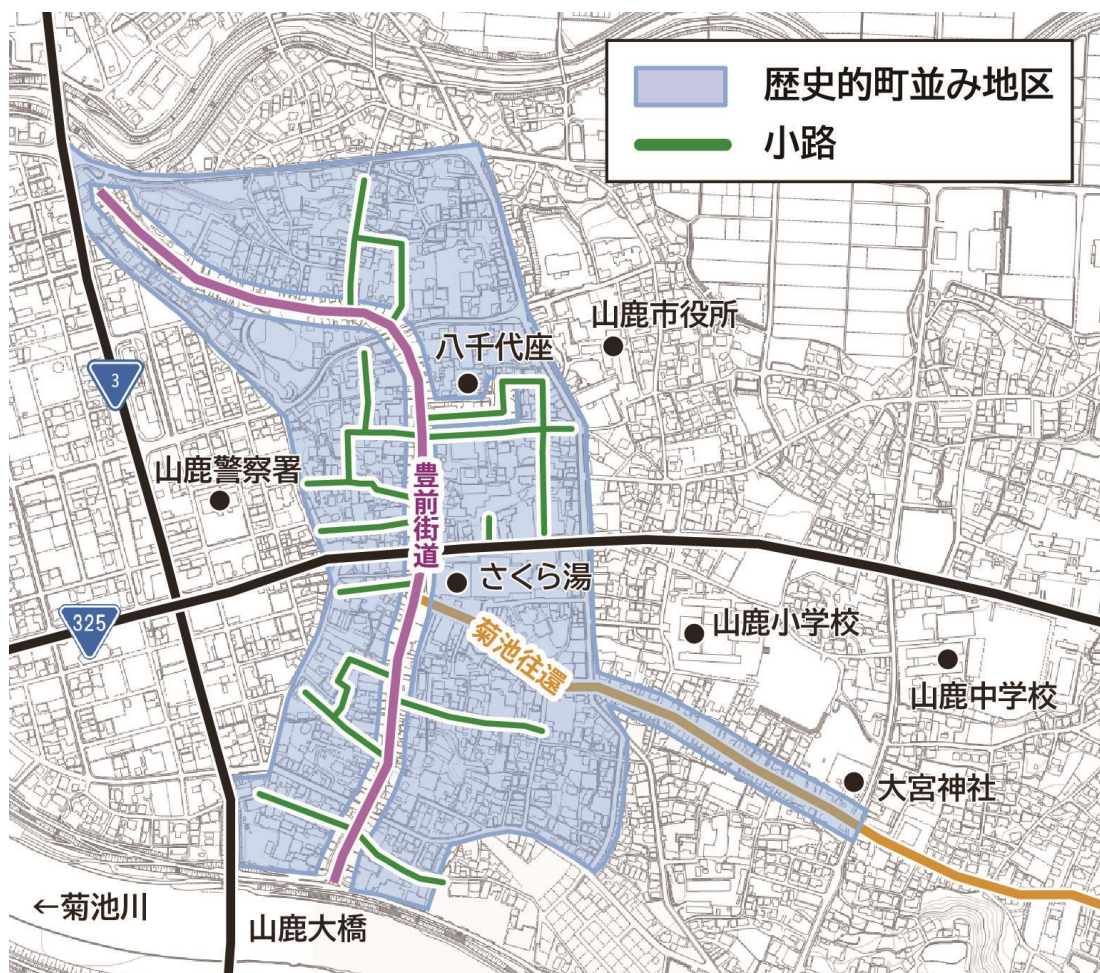 歴史的町並み地区
小路
山鹿市役所
八千代座
3
山鹿警察署
豊前街道
さくら湯
325
菊池往還
山鹿小学校
山鹿中学校
大宮神社
←菊池川
山鹿大橋